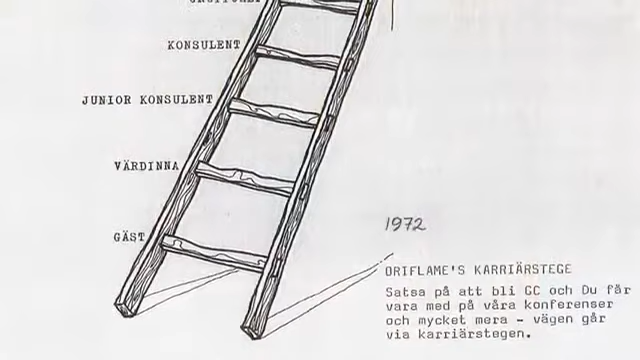 KONSULENT
JUNIOR KONSULENT
VÄRDINNA
GÄST
1972
ORIFLAME'S KARRIÄRSTEGE
Satsa på att bli GC och Du får
vara med på våra konferenser
och mycket mera - vägen går
via karriärstegen.